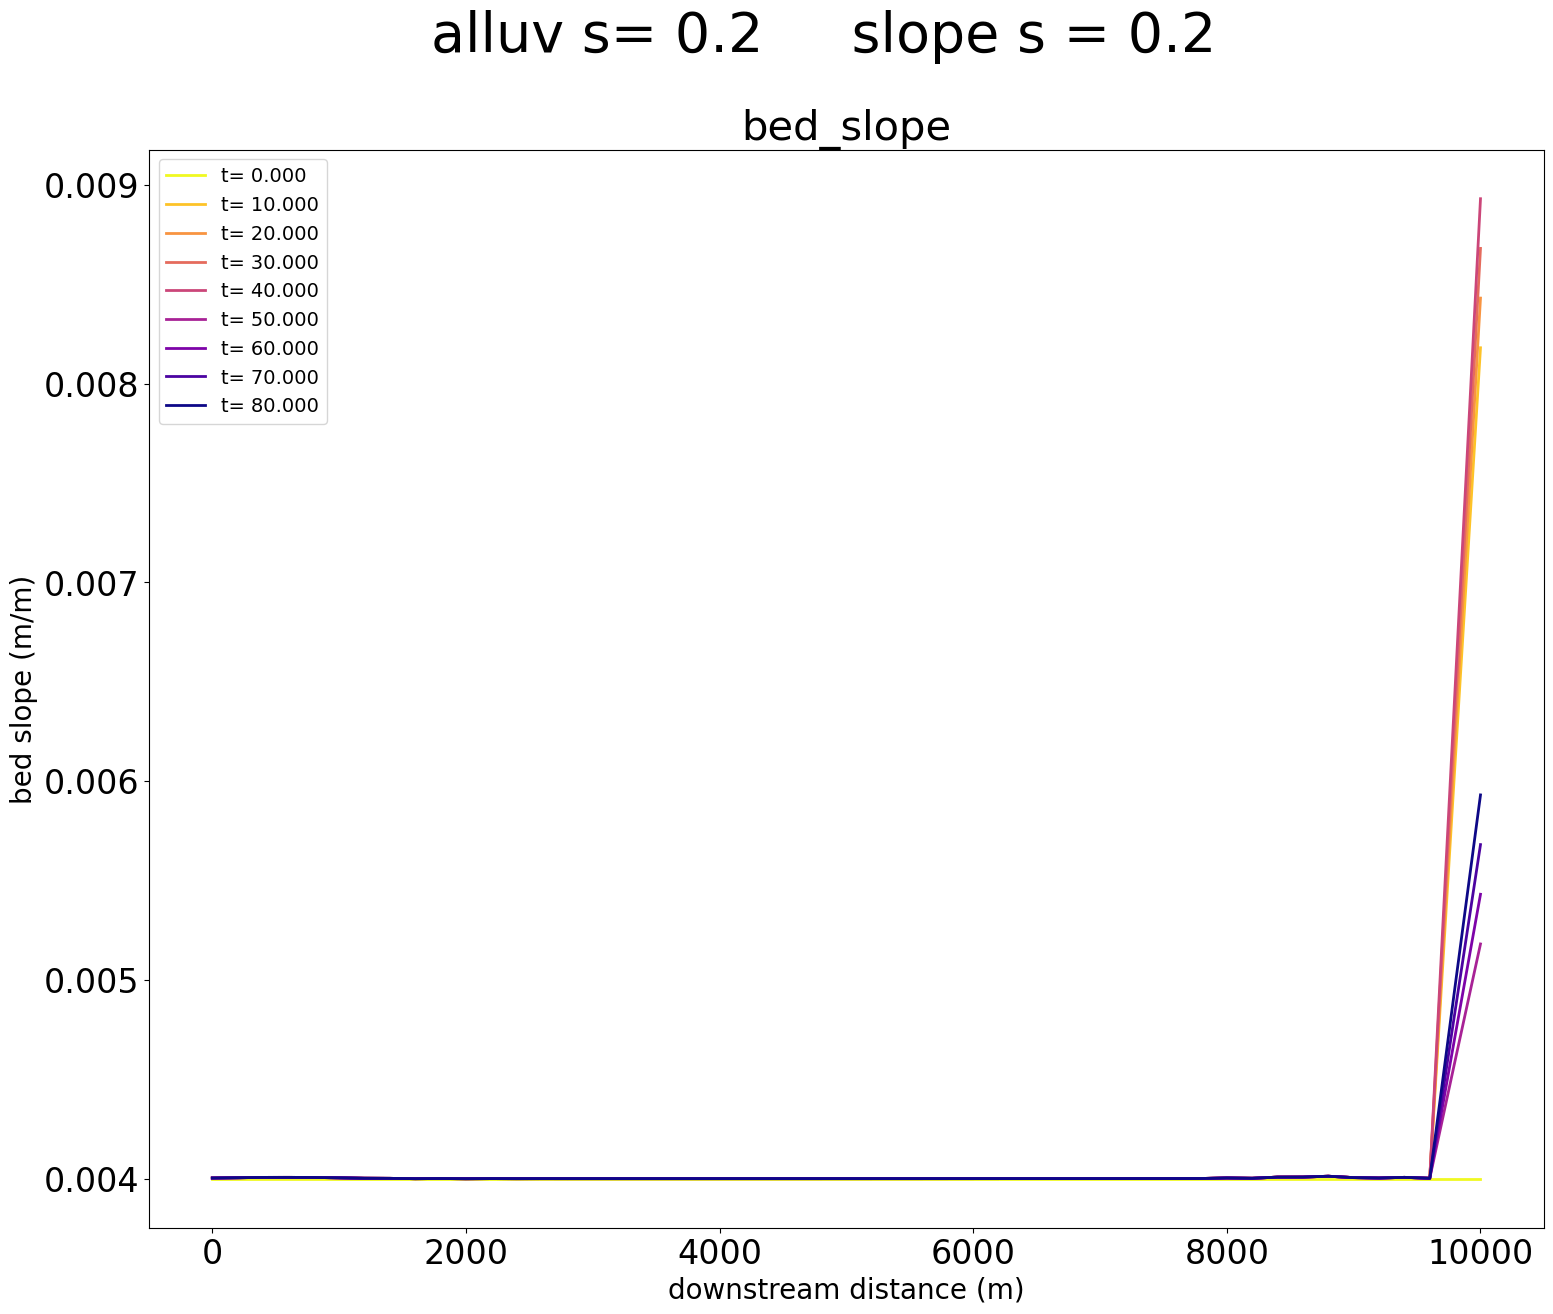 alluv s= 0.2     slope s = 0.2
bed_slope
t= 0.000
t= 10.000
t= 20.000
t= 30.000
t= 40.000
t= 50.000
t= 60.000
t= 70.000
t= 80.000
0.009
0.008
0.007
0.006
0.005
0.004
bed slope (m/m)
0 2000 4000 6000 8000 10000
downstream distance (m)